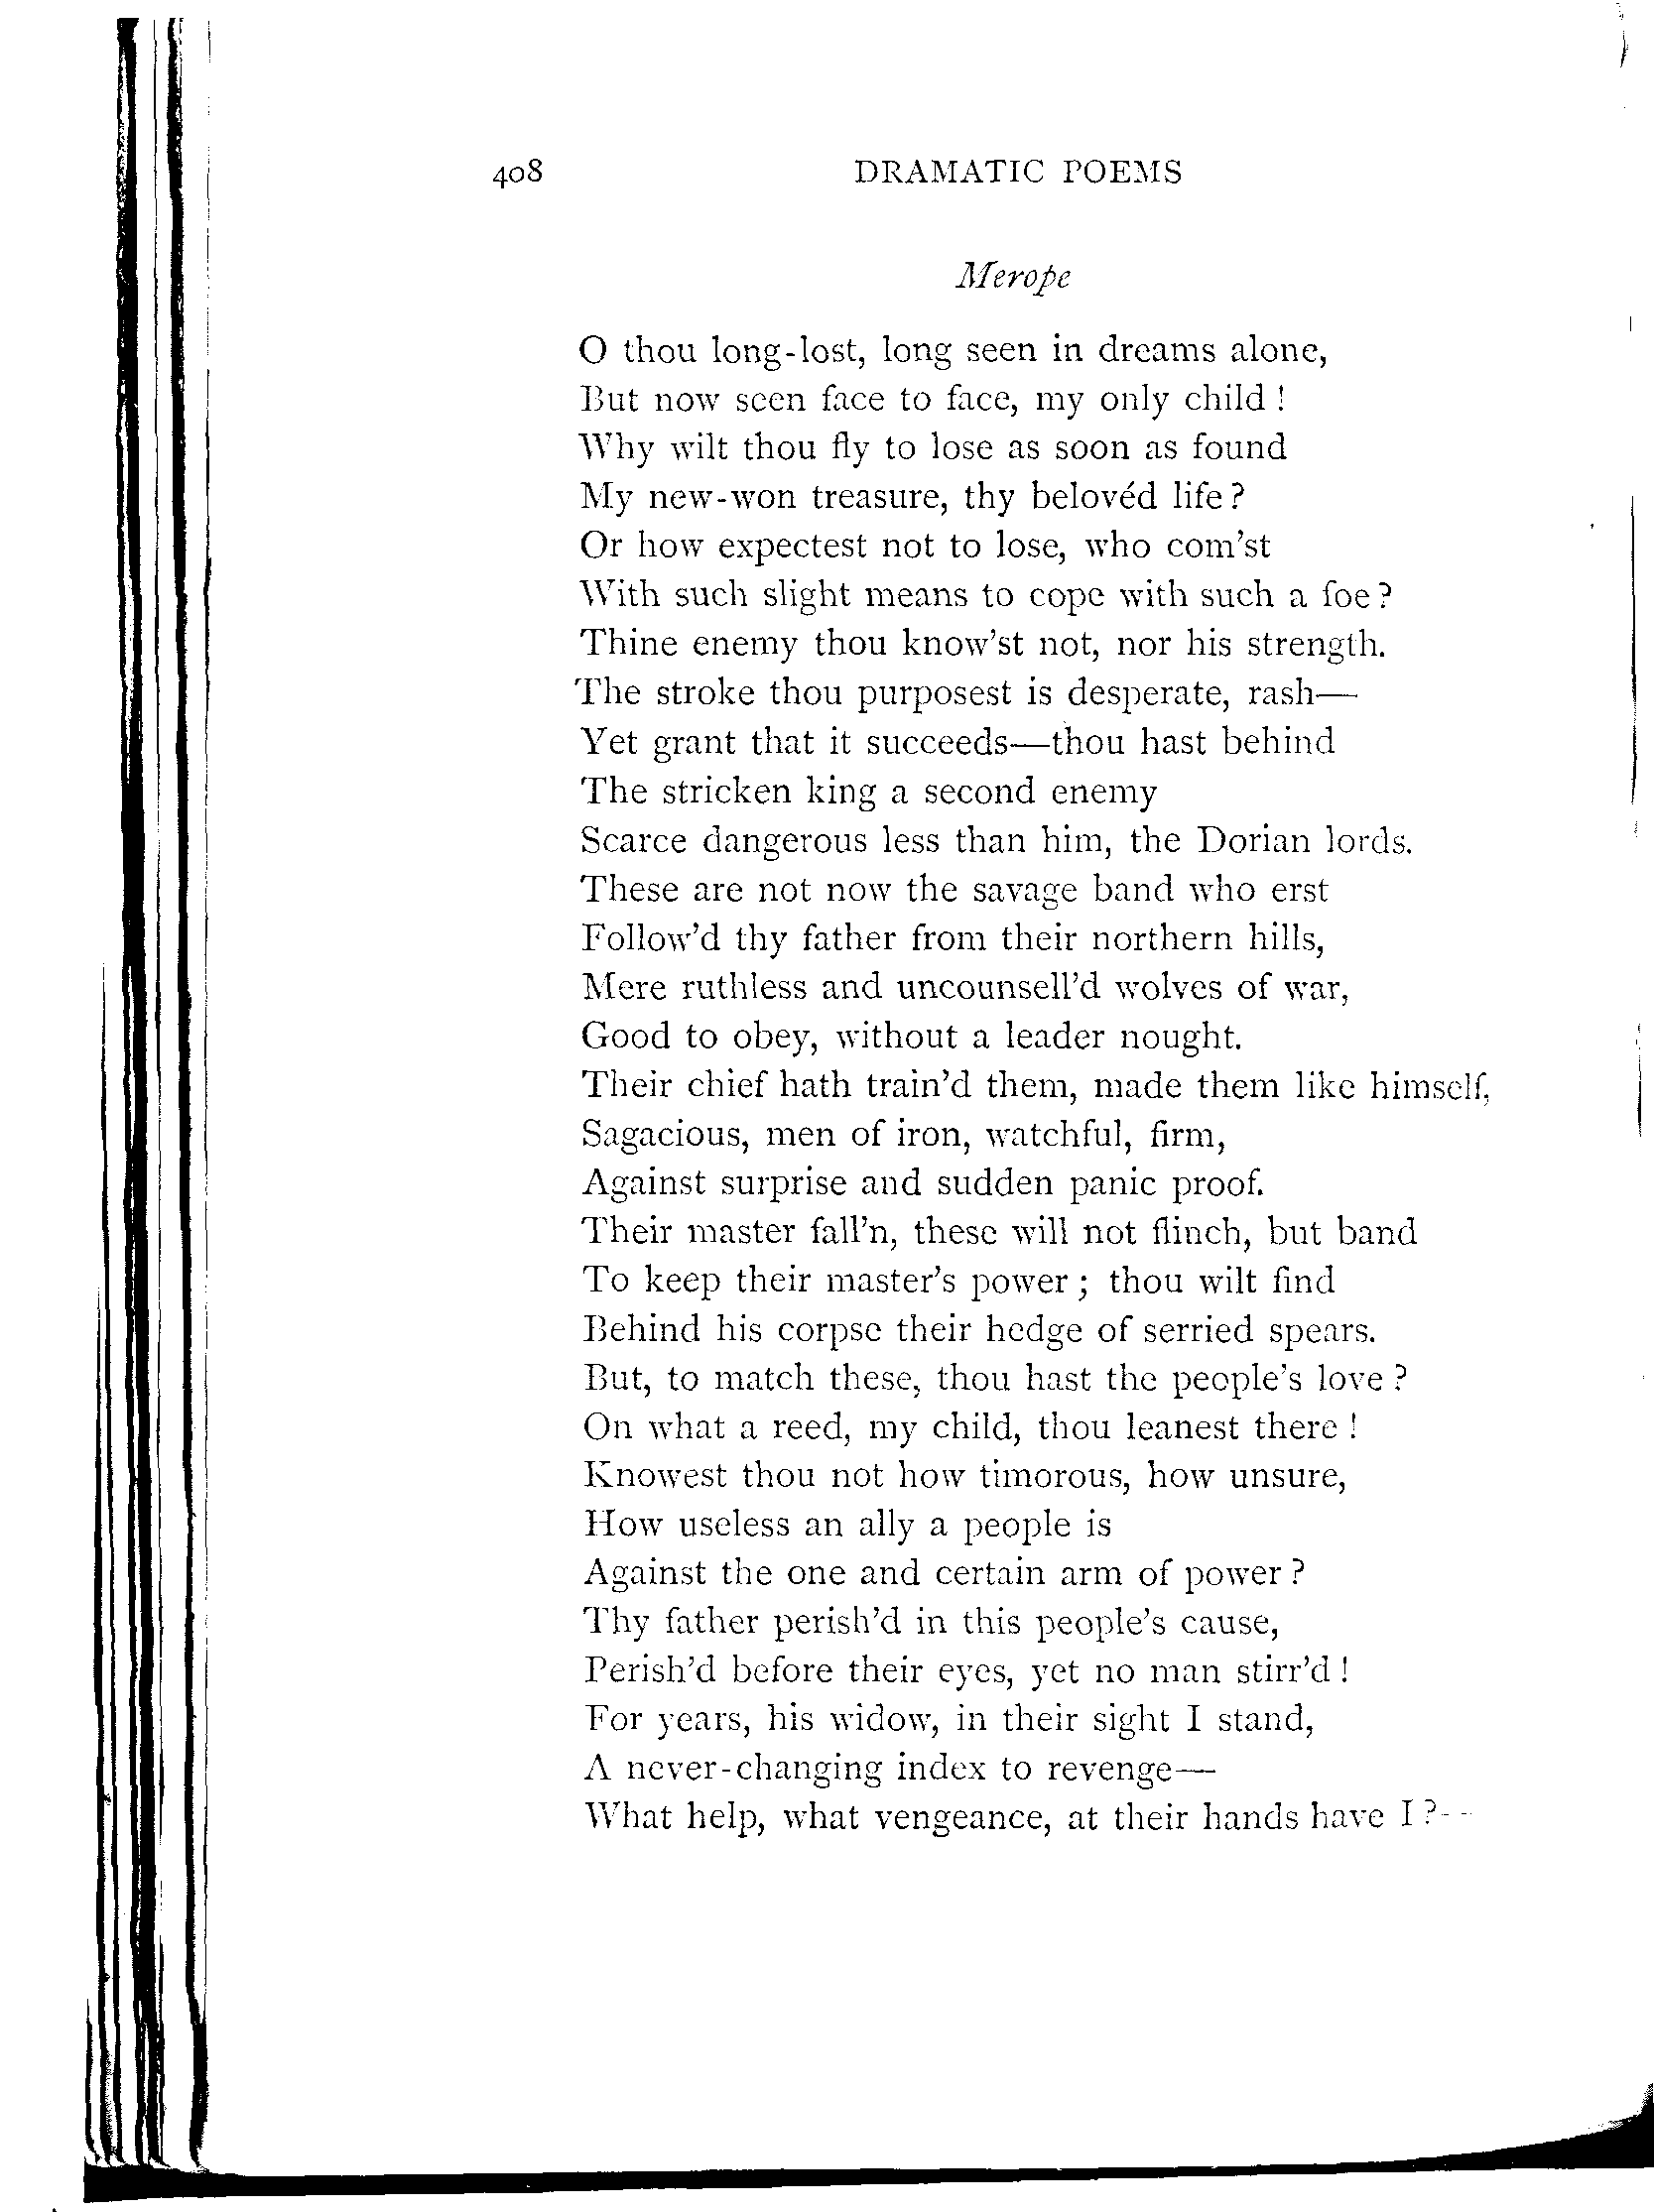 408 DRAMATIC POEMS
Merope
O thou long-lost, long seen in dreams alone,
But now seen face to face, my only child !
Why wilt thou fly to lose as soon as found
My new-won treasure, thy belovéd life ?
Or how expectest not to lose, who com'st
With such slight means to cope with such a foe ?
Thine enemy thou know'st not, nor his strength.
The stroke thou purposest is desperate, rash—
Yet grant that it succeeds—thou hast behind
The stricken king a second enemy
Scarce dangerous less than him, the Dorian lords.
These are not now the savage band who erst
Follow'd thy father from their northern hills,
Mere ruthless and uncounsell'd wolves of war,
Good to obey, without a leader nought.
Their chief hath train'd them, made them like himself,
Sagacious, men of iron, watchful, firm,
Against surprise and sudden panic proof.
Their master fall'n, these will not flinch, but band
To keep their master's power ; thou wilt find
Behind his corpse their hedge of serried spears.
But, to match these, thou hast the people's love ?
On what a reed, my child, thou leanest there !
Knowest thou not how timorous, how unsure,
How useless an ally a people is
Against the one and certain arm of power ?
Thy father perish'd in this people's cause,
Perish'd before their eyes, yet no man stirr'd !
For years, his widow, in their sight I stand,
A never-changing index to revenge—
What help, what vengeance, at their hands have I ?—